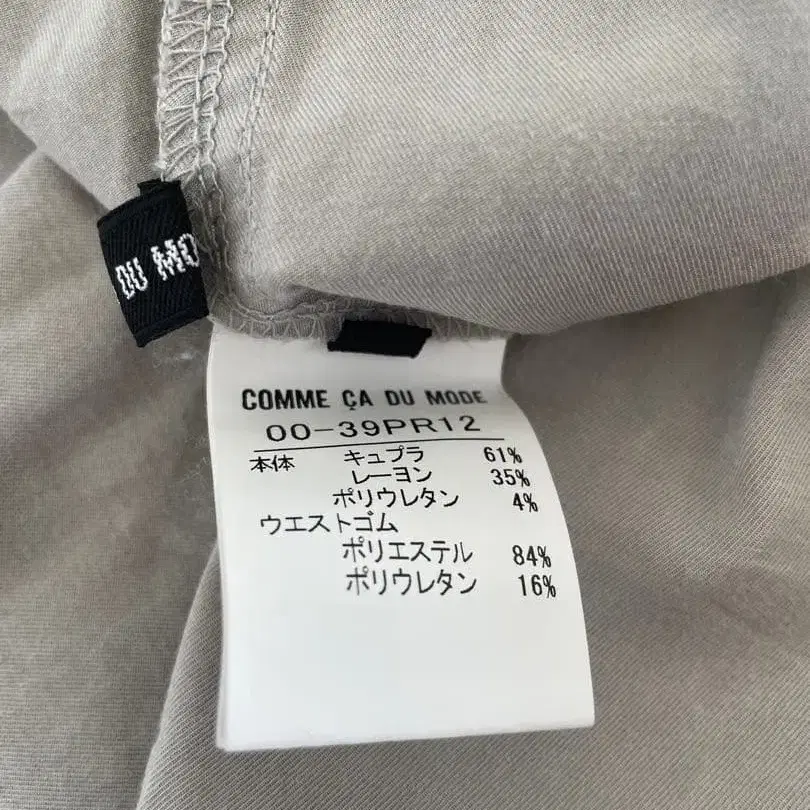 DU MO
COMME ÇA DU MODE
00-39PR12
本体 キュプラ 61%
レーヨン 35%
ポリウレタン 4%
ウエストゴム
ポリエステル 84%
ポリウレタン 16%